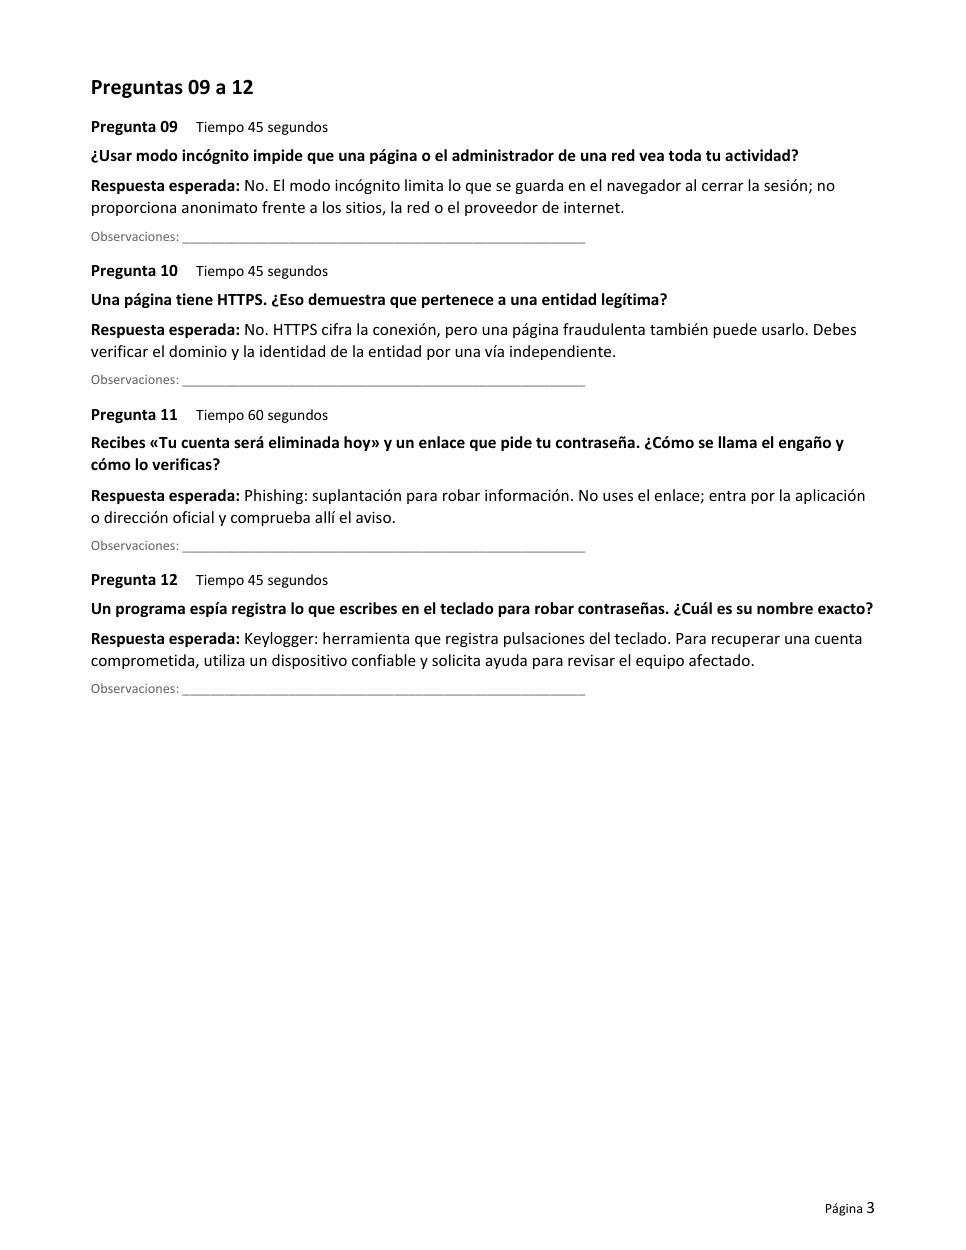 Preguntas 09 a 12
Pregunta 09 Tiempo 45 segundos
¿Usar modo incógnito impide que una página o el administrador de una red vea toda tu actividad?
Respuesta esperada: No. El modo incógnito limita lo que se guarda en el navegador al cerrar la sesión; no
proporciona anonimato frente a los sitios, la red o el proveedor de internet.
Observaciones: ______________________________________________________
Pregunta 10 Tiempo 45 segundos
Una página tiene HTTPS. ¿Eso demuestra que pertenece a una entidad legítima?
Respuesta esperada: No. HTTPS cifra la conexión, pero una página fraudulenta también puede usarlo. Debes
verificar el dominio y la identidad de la entidad por una vía independiente.
Observaciones: ______________________________________________________
Pregunta 11 Tiempo 60 segundos
Recibes «Tu cuenta será eliminada hoy» y un enlace que pide tu contraseña. ¿Cómo se llama el engaño y
cómo lo verificas?
Respuesta esperada: Phishing: suplantación para robar información. No uses el enlace; entra por la aplicación
o dirección oficial y comprueba allí el aviso.
Observaciones: ______________________________________________________
Pregunta 12 Tiempo 45 segundos
Un programa espía registra lo que escribes en el teclado para robar contraseñas. ¿Cuál es su nombre exacto?
Respuesta esperada: Keylogger: herramienta que registra pulsaciones del teclado. Para recuperar una cuenta
comprometida, utiliza un dispositivo confiable y solicita ayuda para revisar el equipo afectado.
Observaciones: ______________________________________________________
Página 3